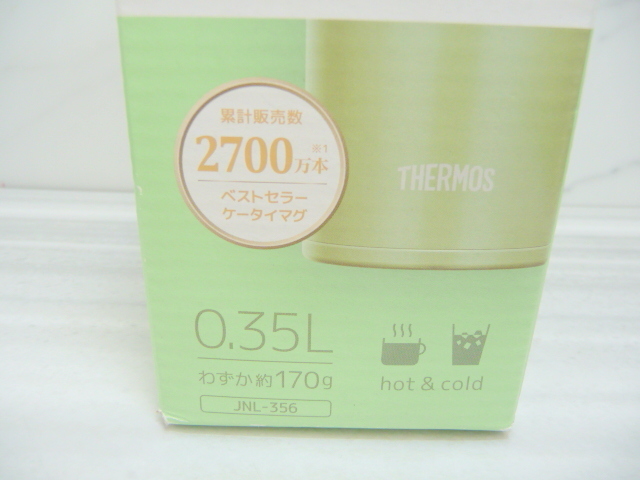 累計販売数
2700万本※1
ベストセラー
ケータイマグ
THERMOS
0.35L
わずか約170g
JNL-356
hot & cold